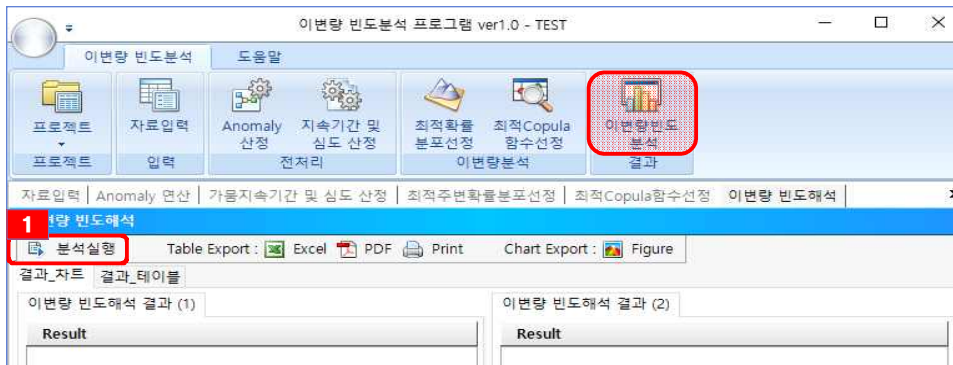 이변량 빈도분석 프로그램 ver1.0 - TEST
이변량 빈도분석 도움말
프로젝트 자료입력 Anomaly 산정 지속기간 및 심도 산정 최적확률 분포선정 최적Copula 함수선정 이변량빈도 분석
프로젝트 입력 전처리 이변량분석 결과
자료입력 Anomaly 연산 가뭄지속기간 및 심도 산정 최적주변확률분포선정 최적Copula함수선정 이변량 빈도해석
1 변량 빈도해석
분석실행 Table Export : Excel PDF Print Chart Export : Figure
결과_차트 결과_테이블
이변량 빈도해석 결과 (1) 이변량 빈도해석 결과 (2)
Result Result